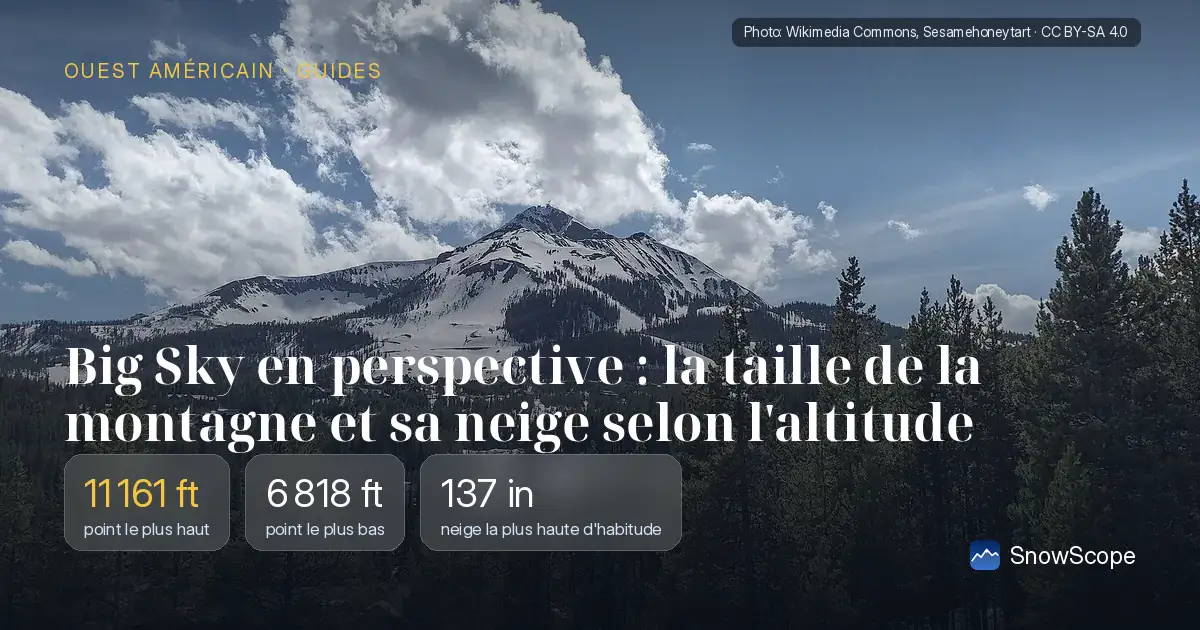 Photo: Wikimedia Commons, Sesamehoneytart · CC BY-SA 4.0
OUEST AMÉRICAIN · GUIDES
Big Sky en perspective : la taille de la
montagne et sa neige selon l'altitude
11 161 ft
point le plus haut
6 818 ft
point le plus bas
137 in
neige la plus haute d'habitude
SnowScope